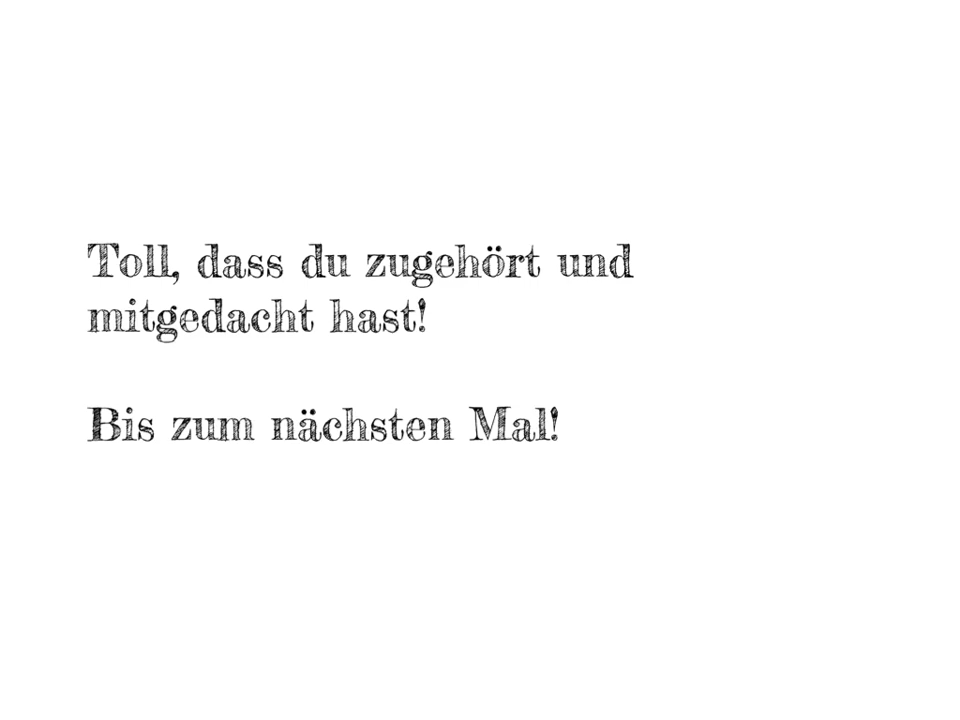 Toll, dass du zugehört und
mitgedacht hast!
Bis zum nächsten Mal!